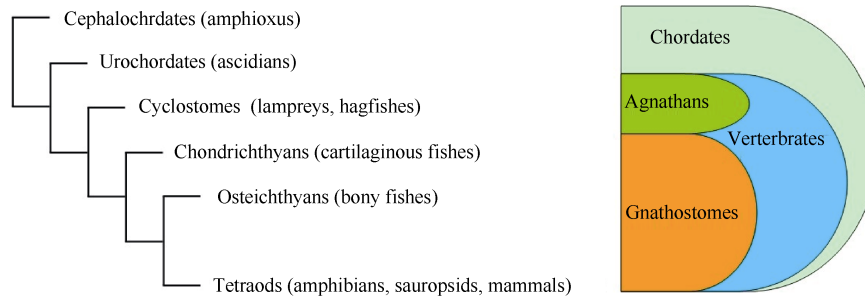 Cephalochrdates (amphioxus)
Urochordates (ascidians)
Cyclostomes (lampreys, hagfishes)
Chondrichthyans (cartilaginous fishes)
Osteichthyans (bony fishes)
Tetraods (amphibians, sauropsids, mammals)
Chordates
Agnathans
Verterbrates
Gnathostomes